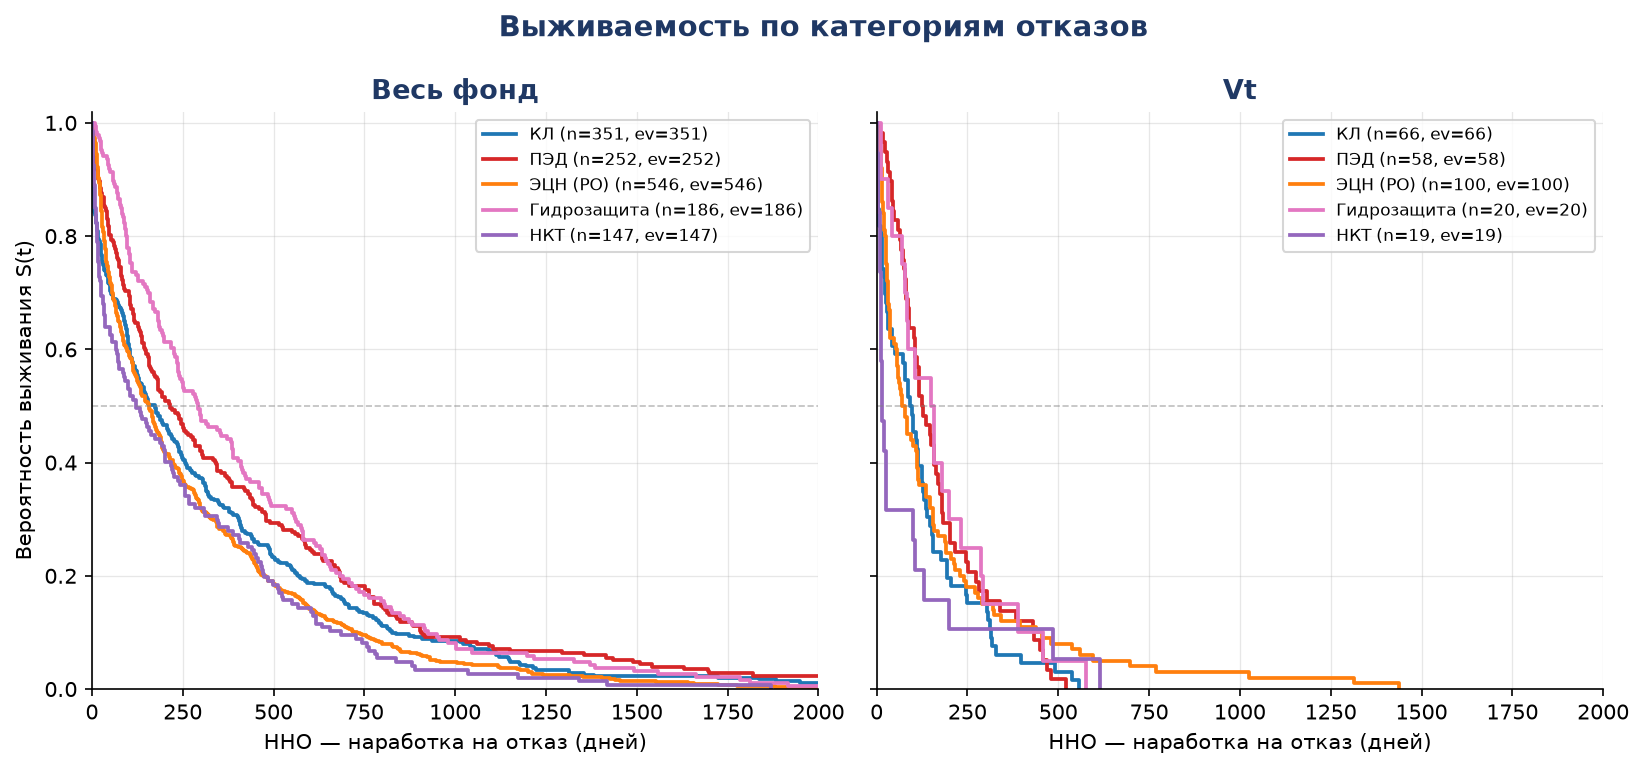 Выживаемость по категориям отказов
Весь фонд
Вероятность выживания S(t)
1.0
0.8
0.6
0.4
0.2
0.0
КЛ (n=351, ev=351)
ПЭД (n=252, ev=252)
ЭЦН (РО) (n=546, ev=546)
Гидрозащита (n=186, ev=186)
НКТ (n=147, ev=147)
0 250 500 750 1000 1250 1500 1750 2000
ННО — наработка на отказ (дней)
Vt
КЛ (n=66, ev=66)
ПЭД (n=58, ev=58)
ЭЦН (РО) (n=100, ev=100)
Гидрозащита (n=20, ev=20)
НКТ (n=19, ev=19)
0 250 500 750 1000 1250 1500 1750 2000
ННО — наработка на отказ (дней)